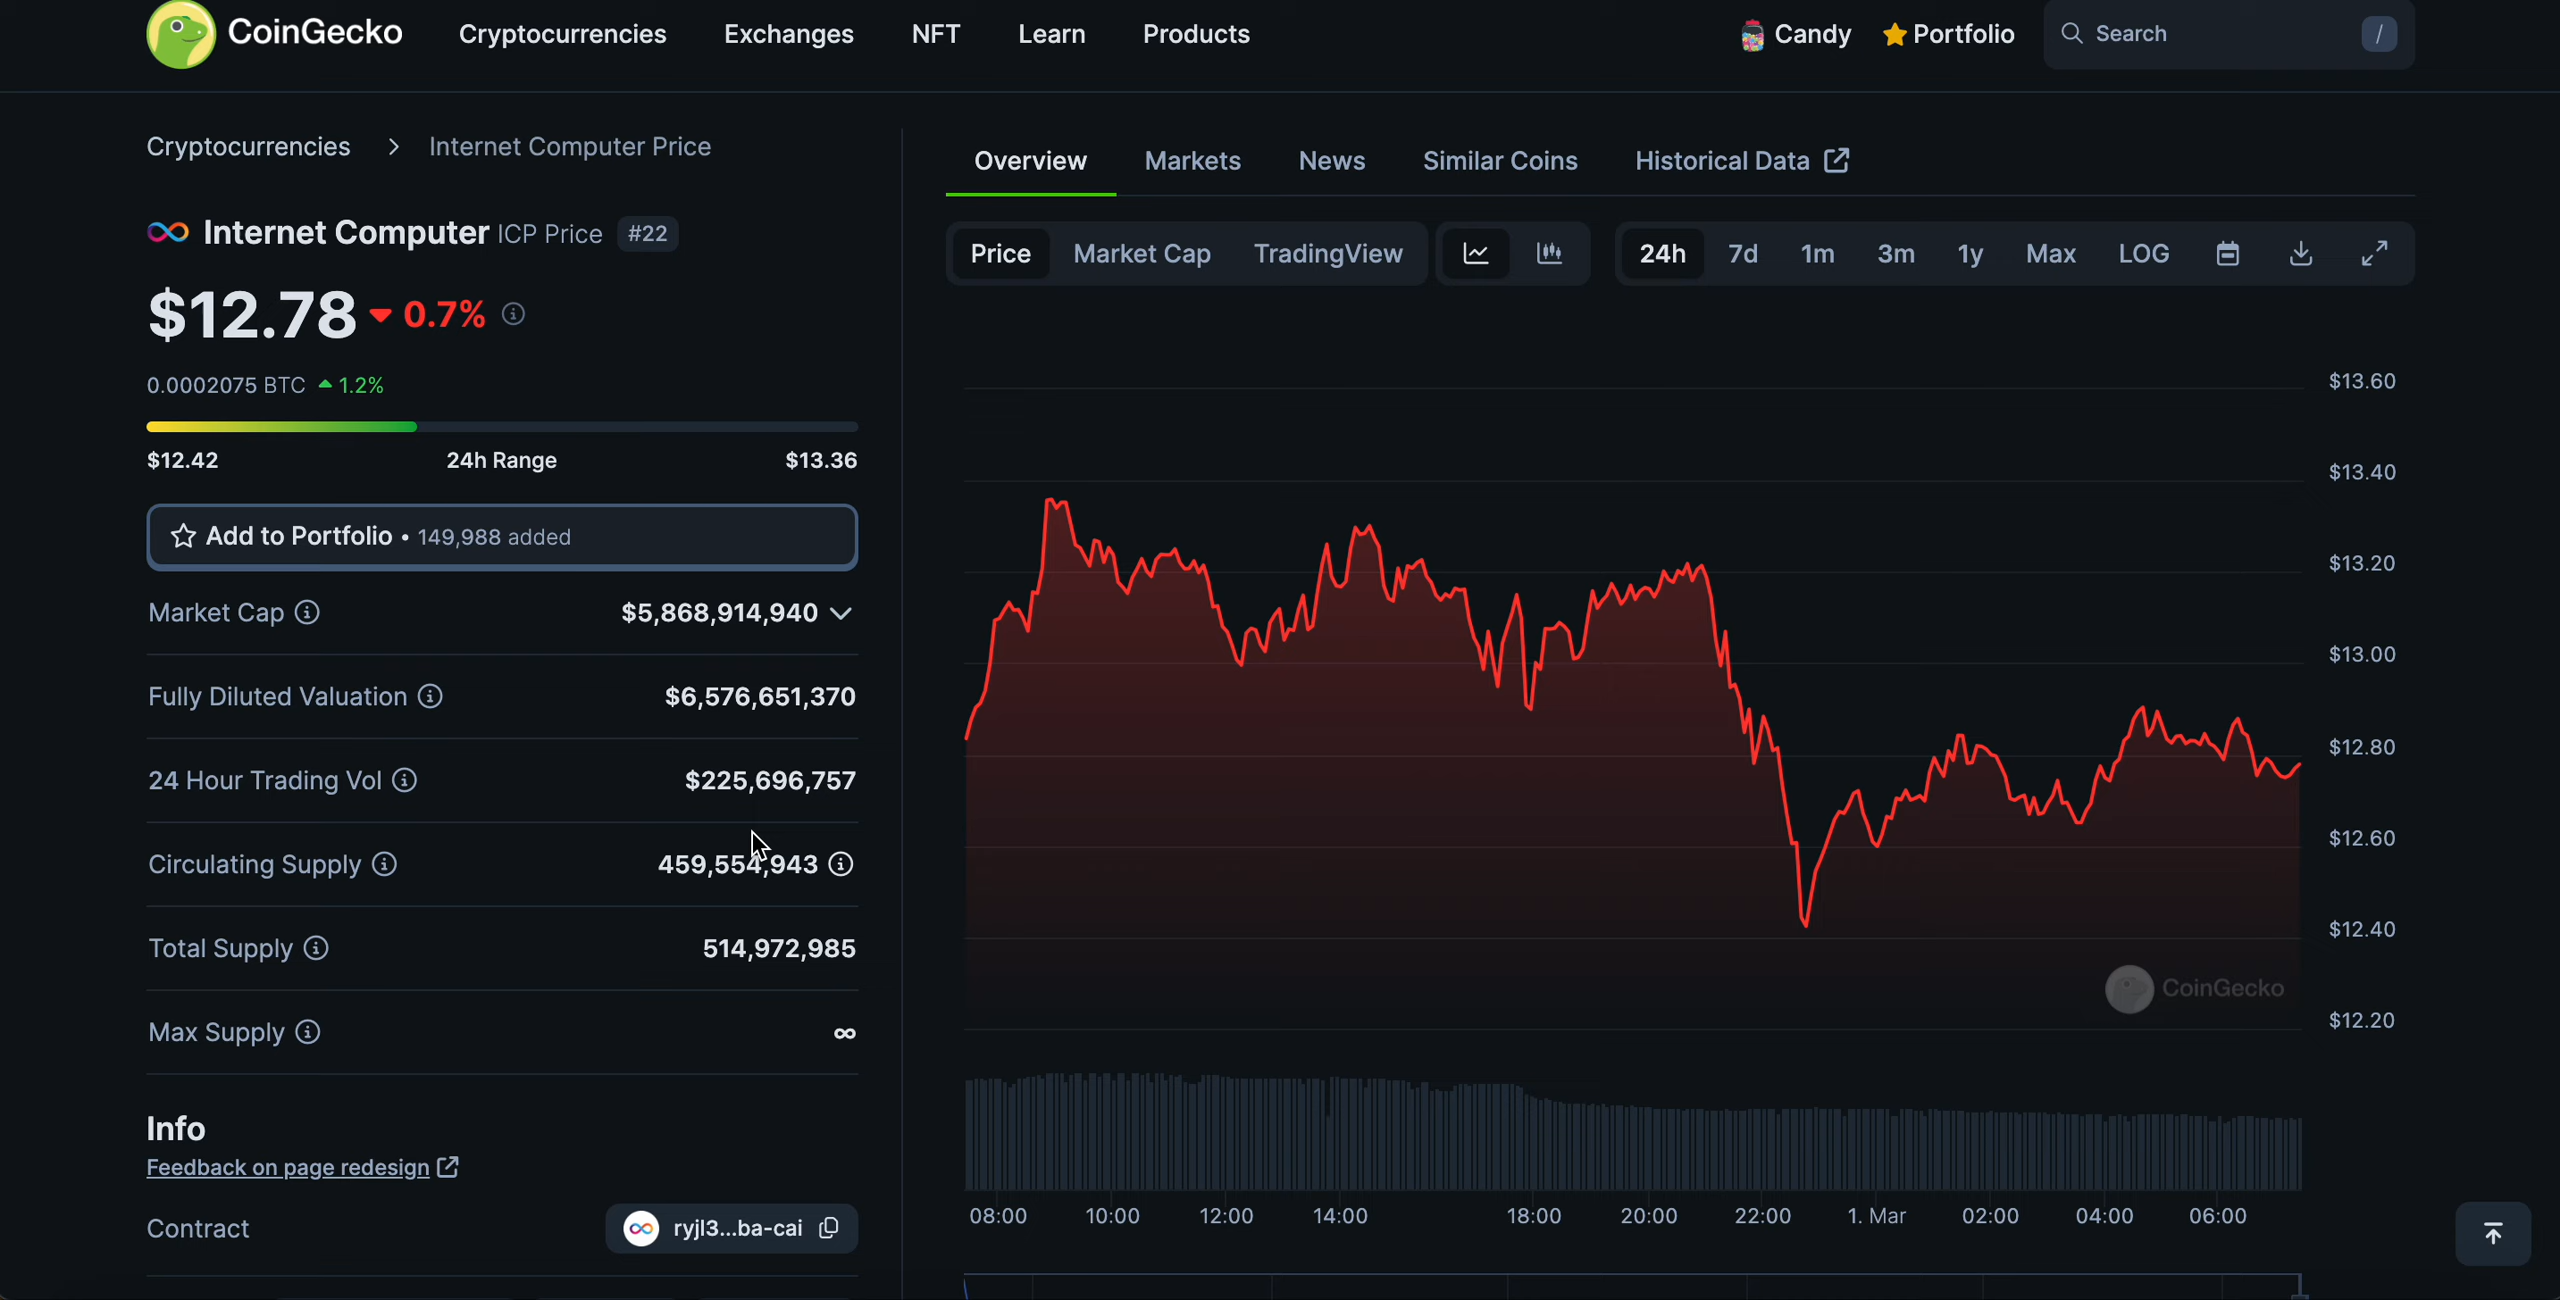 CoinGecko Cryptocurrencies Exchanges NFT Learn Products Candy Portfolio Search /
Cryptocurrencies > Internet Computer Price
Internet Computer ICP Price #22
$12.78 0.7%
0.0002075 BTC 1.2%
$12.42 24h Range $13.36
Add to Portfolio • 149,988 added
Market Cap $5,868,914,940
Fully Diluted Valuation $6,576,651,370
24 Hour Trading Vol $225,696,757
Circulating Supply 459,554,943
Total Supply 514,972,985
Max Supply ∞
Info
Feedback on page redesign
Contract ryjl3...ba-cai
Overview Markets News Similar Coins Historical Data
Price Market Cap TradingView 24h 7d 1m 3m 1y Max LOG
$13.60
$13.40
$13.20
$13.00
$12.80
$12.60
$12.40
CoinGecko
$12.20
08:00 10:00 12:00 14:00 18:00 20:00 22:00 1. Mar 02:00 04:00 06:00